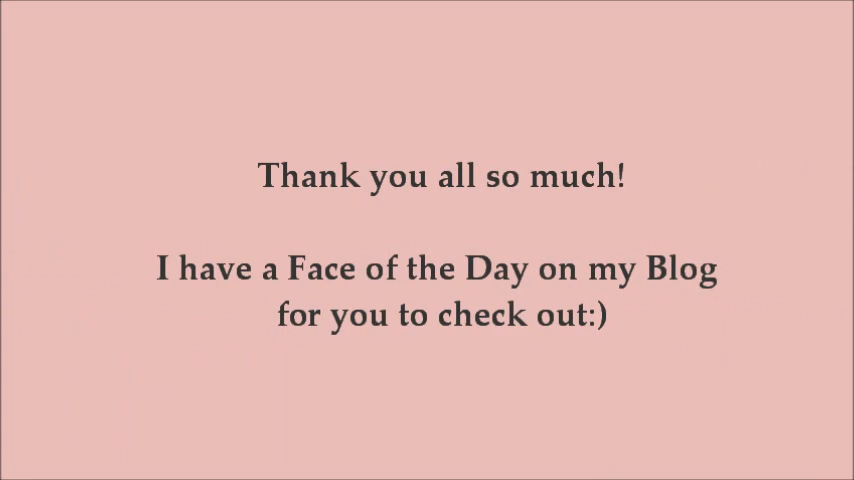 Thank you all so much!
I have a Face of the Day on my Blog
for you to check out:)